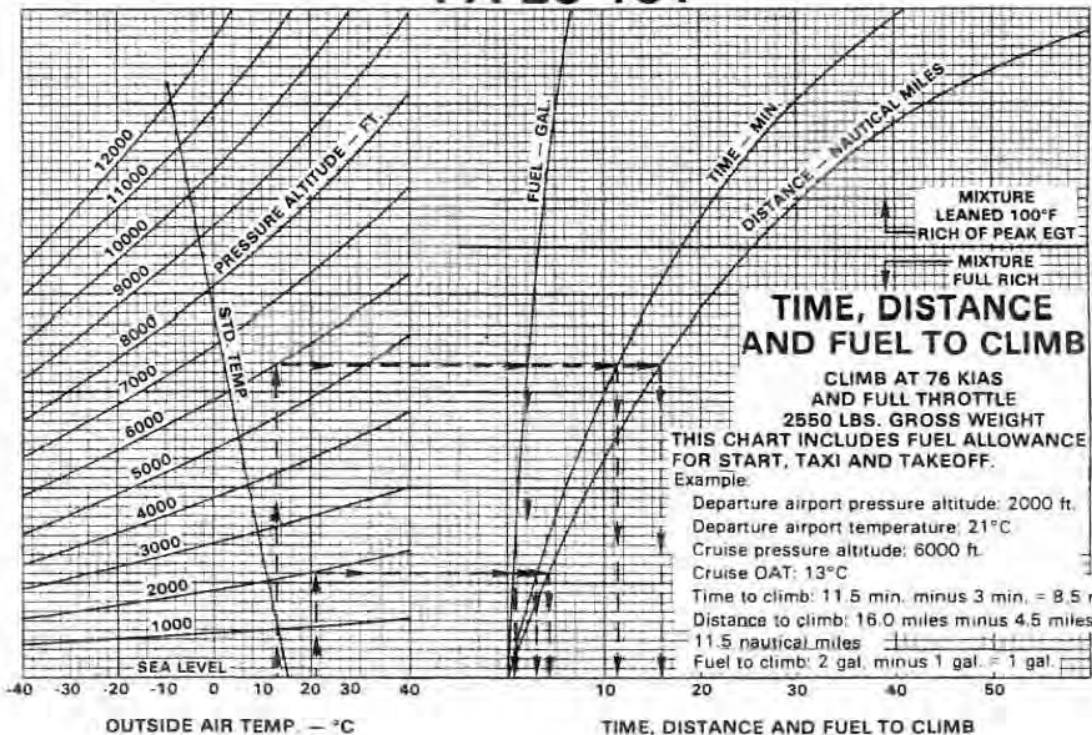 12000
11000
10000
9000
8000
7000
6000
5000
4000
3000
2000
1000
SEA LEVEL
PRESSURE ALTITUDE — FT.
STD. TEMP.
FUEL — GAL.
TIME — MIN.
DISTANCE — NAUTICAL MILES
MIXTURE
LEANED 100°F
RICH OF PEAK EGT
MIXTURE
FULL RICH
TIME, DISTANCE
AND FUEL TO CLIMB
CLIMB AT 76 KIAS
AND FULL THROTTLE
2550 LBS. GROSS WEIGHT
THIS CHART INCLUDES FUEL ALLOWANCE
FOR START, TAXI AND TAKEOFF.
Example:
Departure airport pressure altitude: 2000 ft.
Departure airport temperature: 21°C
Cruise pressure altitude: 6000 ft.
Cruise OAT: 13°C
Time to climb: 11.5 min. minus 3 min. = 8.5
Distance to climb: 16.0 miles minus 4.5 miles
11.5 nautical miles
Fuel to climb: 2 gal. minus 1 gal. = 1 gal.
-40 -30 -20 -10 0 10 20 30 40 10 20 30 40 50
OUTSIDE AIR TEMP. — °C
TIME, DISTANCE AND FUEL TO CLIMB